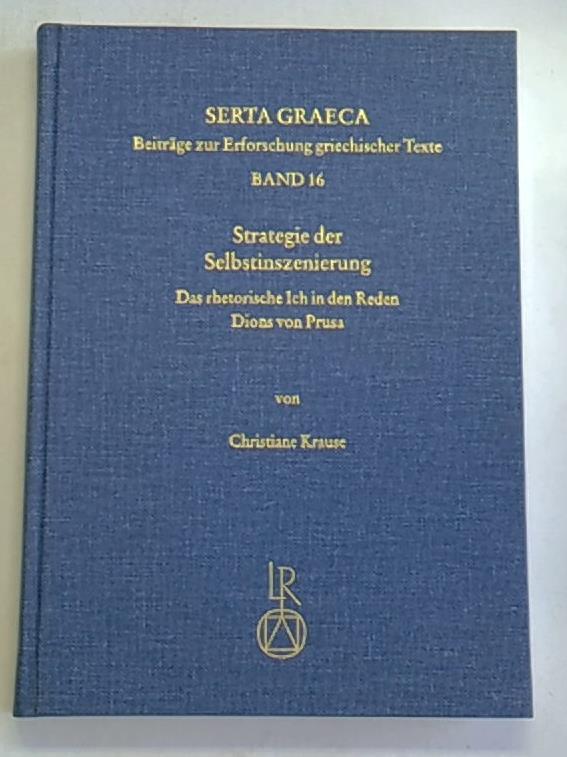 SERTA GRAECA
Beiträge zur Erforschung griechischer Texte
BAND 16
Strategie der
Selbstinszenierung
Das rhetorische Ich in den Reden
Dions von Prusa
von
Christiane Krause
LR